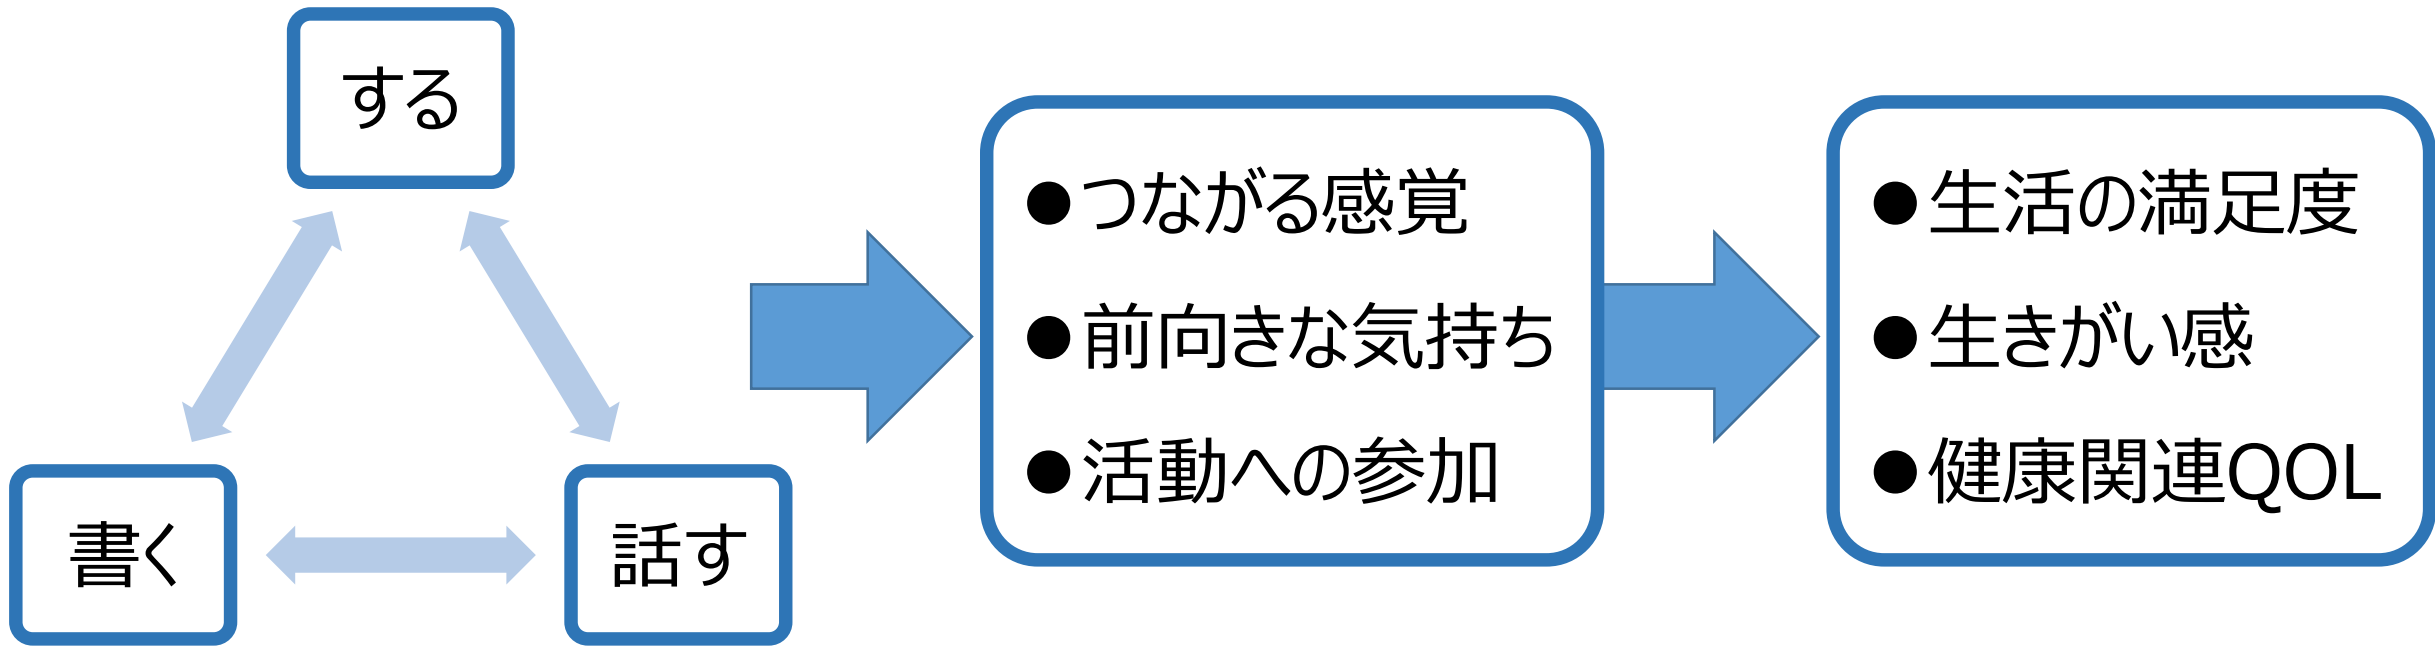 する
書く
話す
●つながる感覚
●前向きな気持ち
●活動への参加
●生活の満足度
●生きがい感
●健康関連QOL